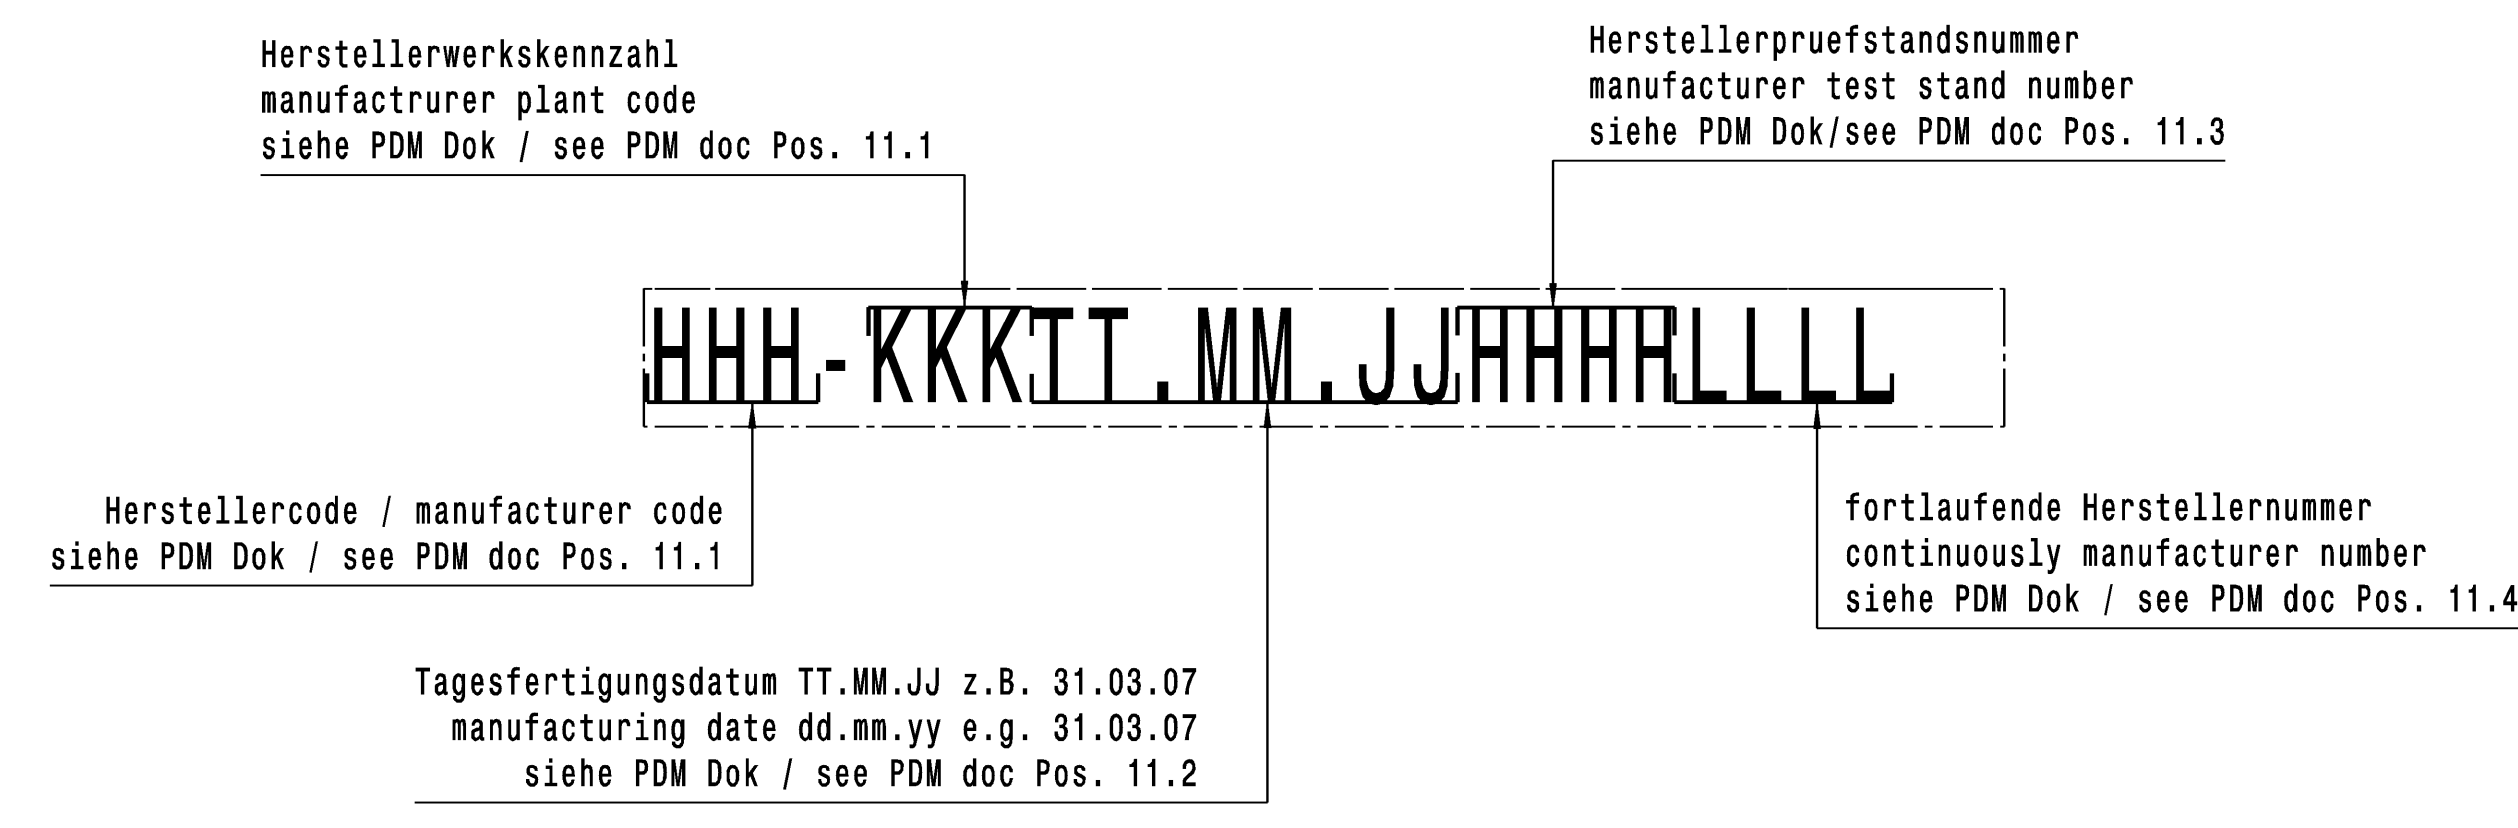 Herstellerwerkskennzahl
manufactrurer plant code
siehe PDM Dok / see PDM doc Pos. 11.1
Herstellerpruefstandsnummer
manufacturer test stand number
siehe PDM Dok/see PDM doc Pos. 11.3
HHH-KKKTT.MM.JJHHHHLLLL
Herstellercode / manufacturer code
siehe PDM Dok / see PDM doc Pos. 11.1
fortlaufende Herstellernummer
continuously manufacturer number
siehe PDM Dok / see PDM doc Pos. 11.4
Tagesfertigungsdatum TT.MM.JJ z.B. 31.03.07
manufacturing date dd.mm.yy e.g. 31.03.07
siehe PDM Dok / see PDM doc Pos. 11.2